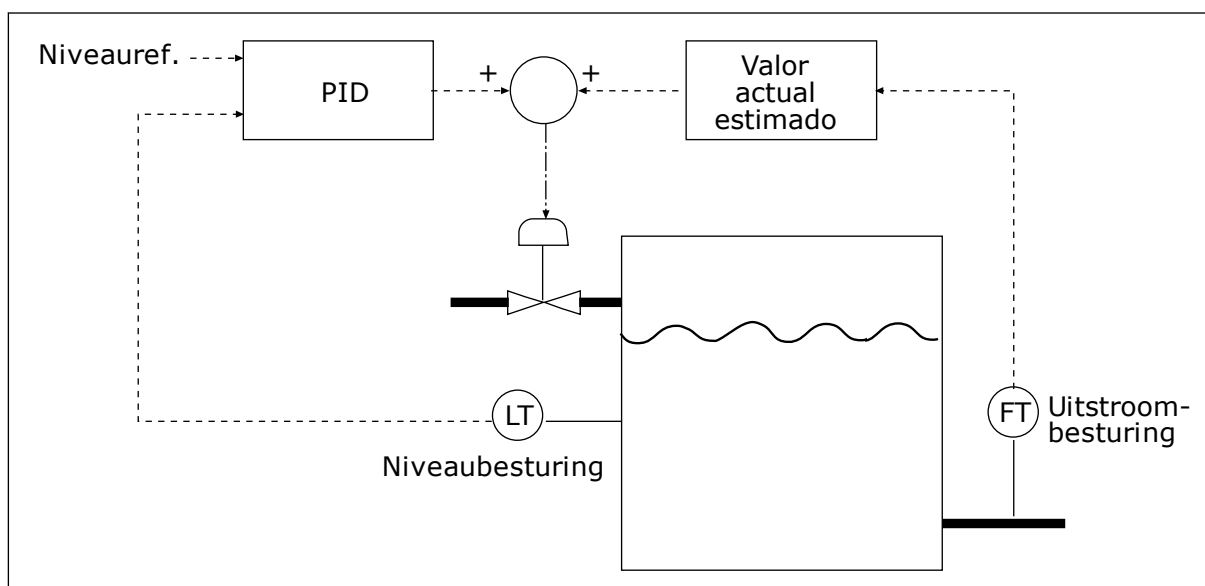 Niveauref.
PID
+
+
Valor
actual
estimado
LT
Niveaubesturing
FT
Uitstroom-
besturing